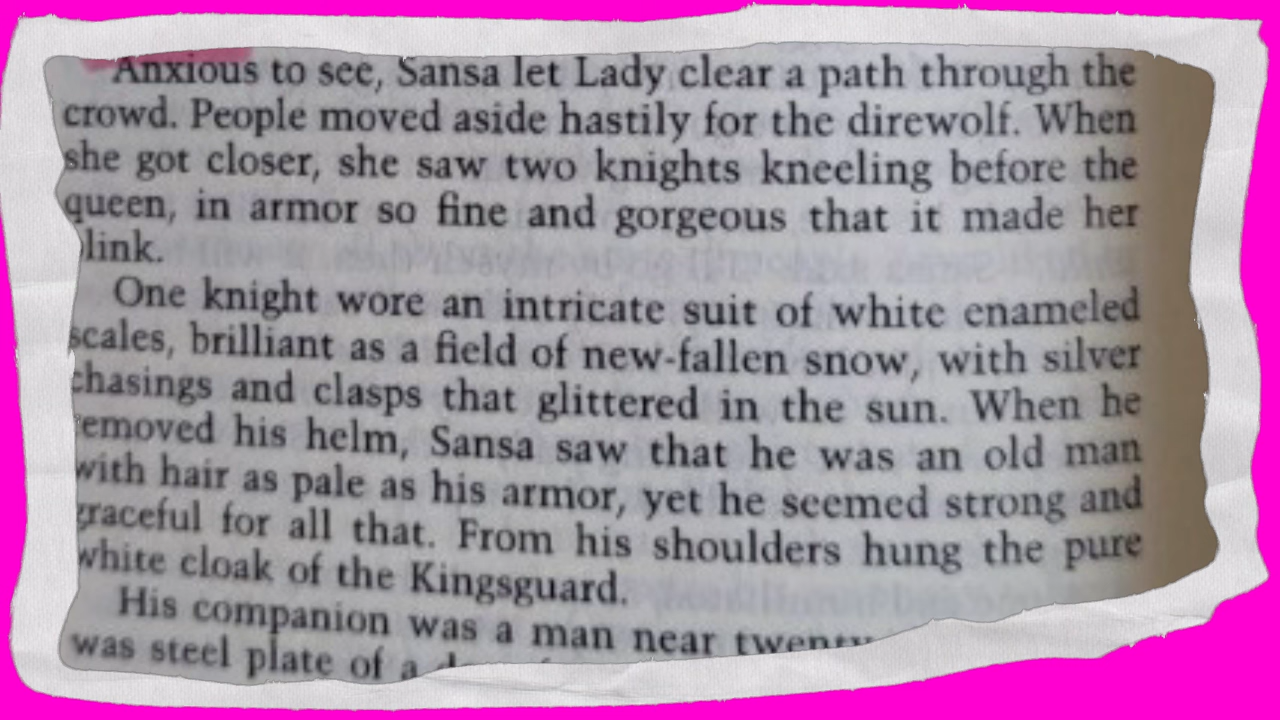 Anxious to see, Sansa let Lady clear a path through the
crowd. People moved aside hastily for the direwolf. When
she got closer, she saw two knights kneeling before the
queen, in armor so fine and gorgeous that it made her
blink.
One knight wore an intricate suit of white enameled
scales, brilliant as a field of new-fallen snow, with silver
chasings and clasps that glittered in the sun. When he
removed his helm, Sansa saw that he was an old man
with hair as pale as his armor, yet he seemed strong and
graceful for all that. From his shoulders hung the pure
white cloak of the Kingsguard.
His companion was a man near twenty
was steel plate of a